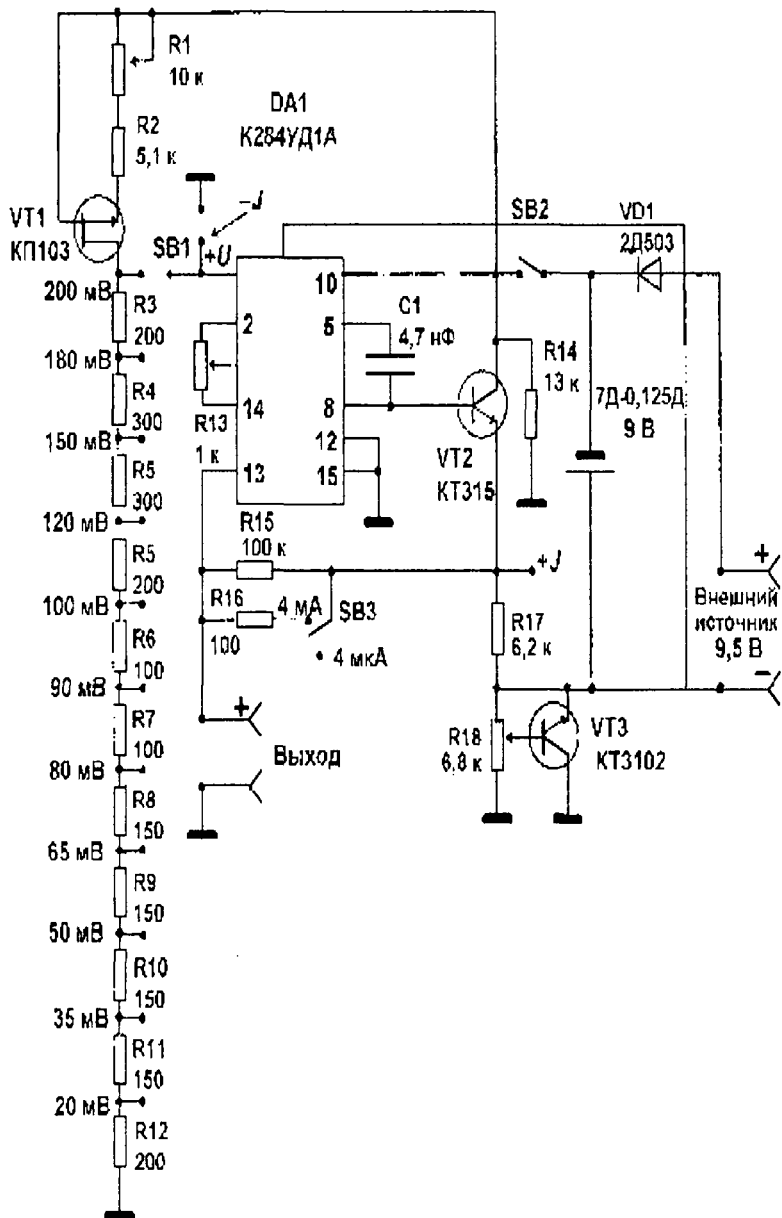 R1
10 к
DA1
К284УД1А
R2
5,1 к
–J
VT1
КП103
SB1
+U
SB2
VD1
2Д503
200 мВ
R3
200
10
2
5
C1
4,7 нФ
180 мВ
R4
300
R14
13 к
7Д-0,125Д
9 В
14
8
R13
1 к
150 мВ
12
VT2
КТ315
13
15
R5
300
120 мВ
R15
100 к
+J
+
R5
200
100 мВ
R16
100
4 мА
SB3
4 мкА
R17
6,2 к
Внешний
источник
9,5 В
–
R6
100
90 мВ
R7
100
+
Выход
R18
6,8 к
VT3
КТ3102
80 мВ
R8
150
65 мВ
R9
150
50 мВ
R10
150
35 мВ
R11
150
20 мВ
R12
200